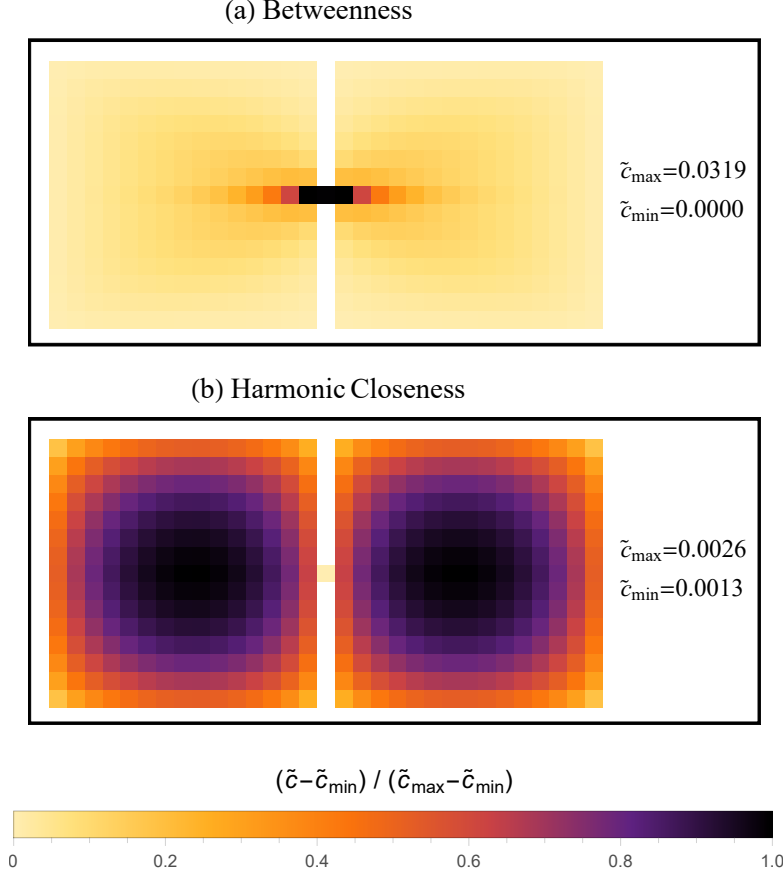 (a) Betweenness
c̃max=0.0319
c̃min=0.0000
(b) Harmonic Closeness
c̃max=0.0026
c̃min=0.0013
(c̃−c̃min) / (c̃max−c̃min)
0 0.2 0.4 0.6 0.8 1.0